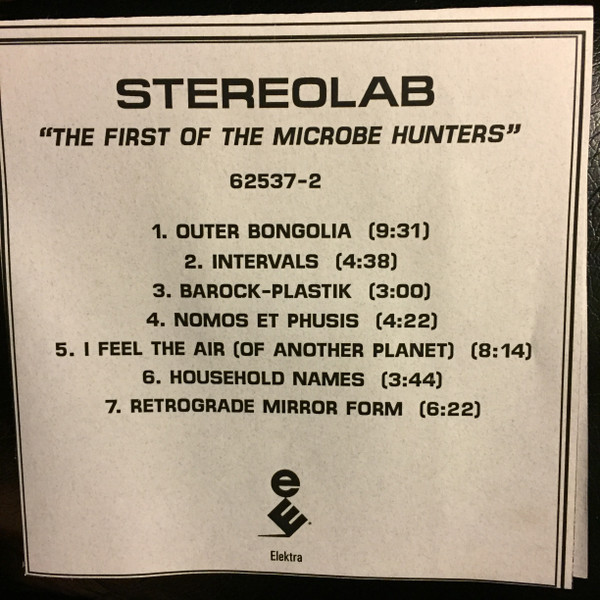 STEREOLAB
“THE FIRST OF THE MICROBE HUNTERS”
62537-2
1. OUTER BONGOLIA (9:31)
2. INTERVALS (4:38)
3. BAROCK-PLASTIK (3:00)
4. NOMOS ET PHUSIS (4:22)
5. I FEEL THE AIR (OF ANOTHER PLANET) (8:14)
6. HOUSEHOLD NAMES (3:44)
7. RETROGRADE MIRROR FORM (6:22)
e
E
Elektra